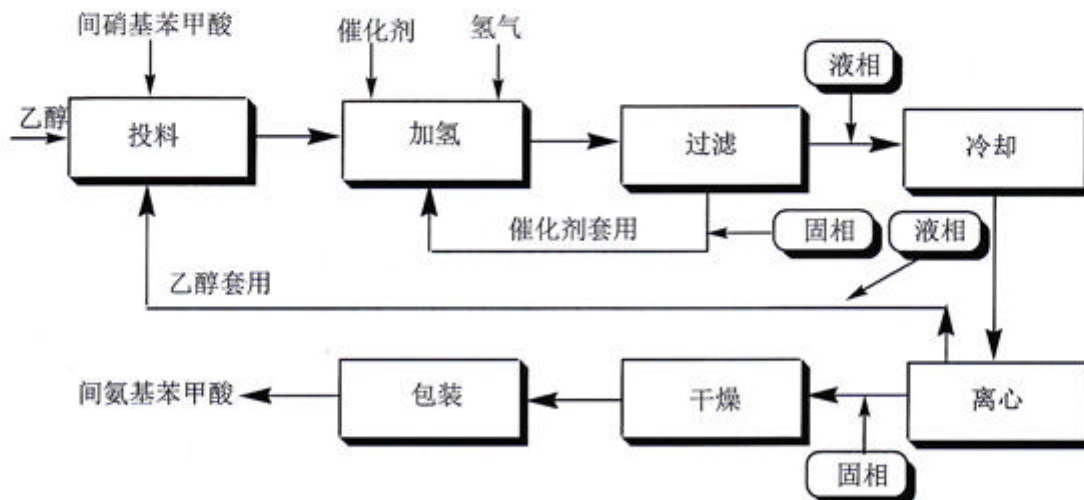 间硝基苯甲酸
催化剂
氢气
液相
乙醇
投料
加氢
过滤
冷却
催化剂套用
固相
液相
乙醇套用
间氨基苯甲酸
包装
干燥
离心
固相